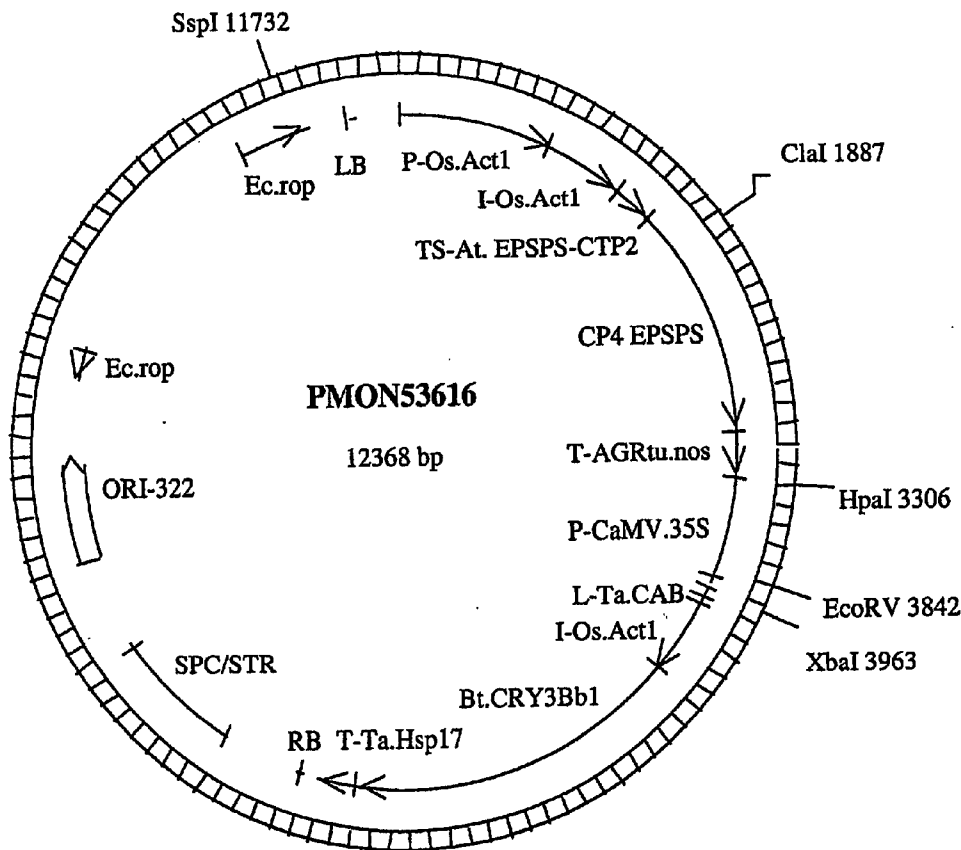 SspI 11732
LB
P-Os.Act1
ClaI 1887
Ec.rop
I-Os.Act1
TS-At. EPSPS-CTP2
CP4 EPSPS
Ec.rop
PMON53616
12368 bp
T-AGRtu.nos
ORI-322
HpaI 3306
P-CaMV.35S
L-Ta.CAB
EcoRV 3842
I-Os.Act1
XbaI 3963
SPC/STR
Bt.CRY3Bb1
RB
T-Ta.Hsp17